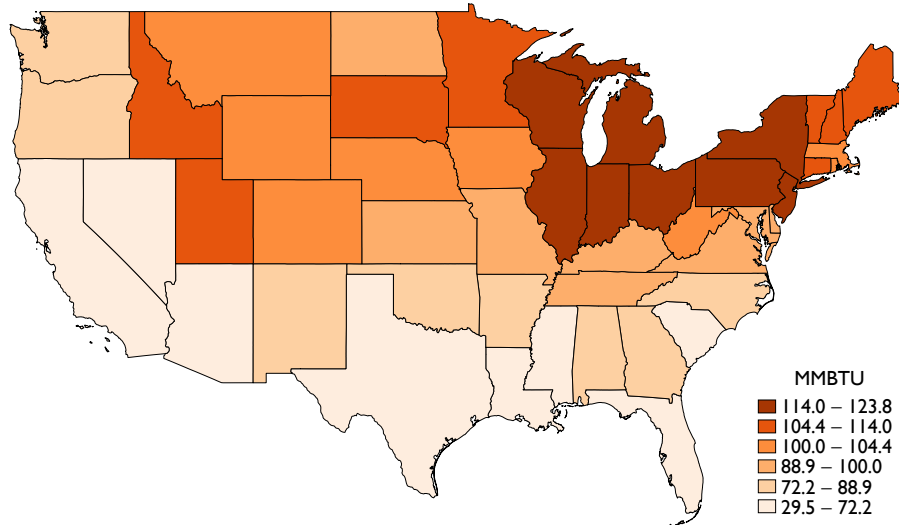 MMBTU
114.0 – 123.8
104.4 – 114.0
100.0 – 104.4
88.9 – 100.0
72.2 – 88.9
29.5 – 72.2